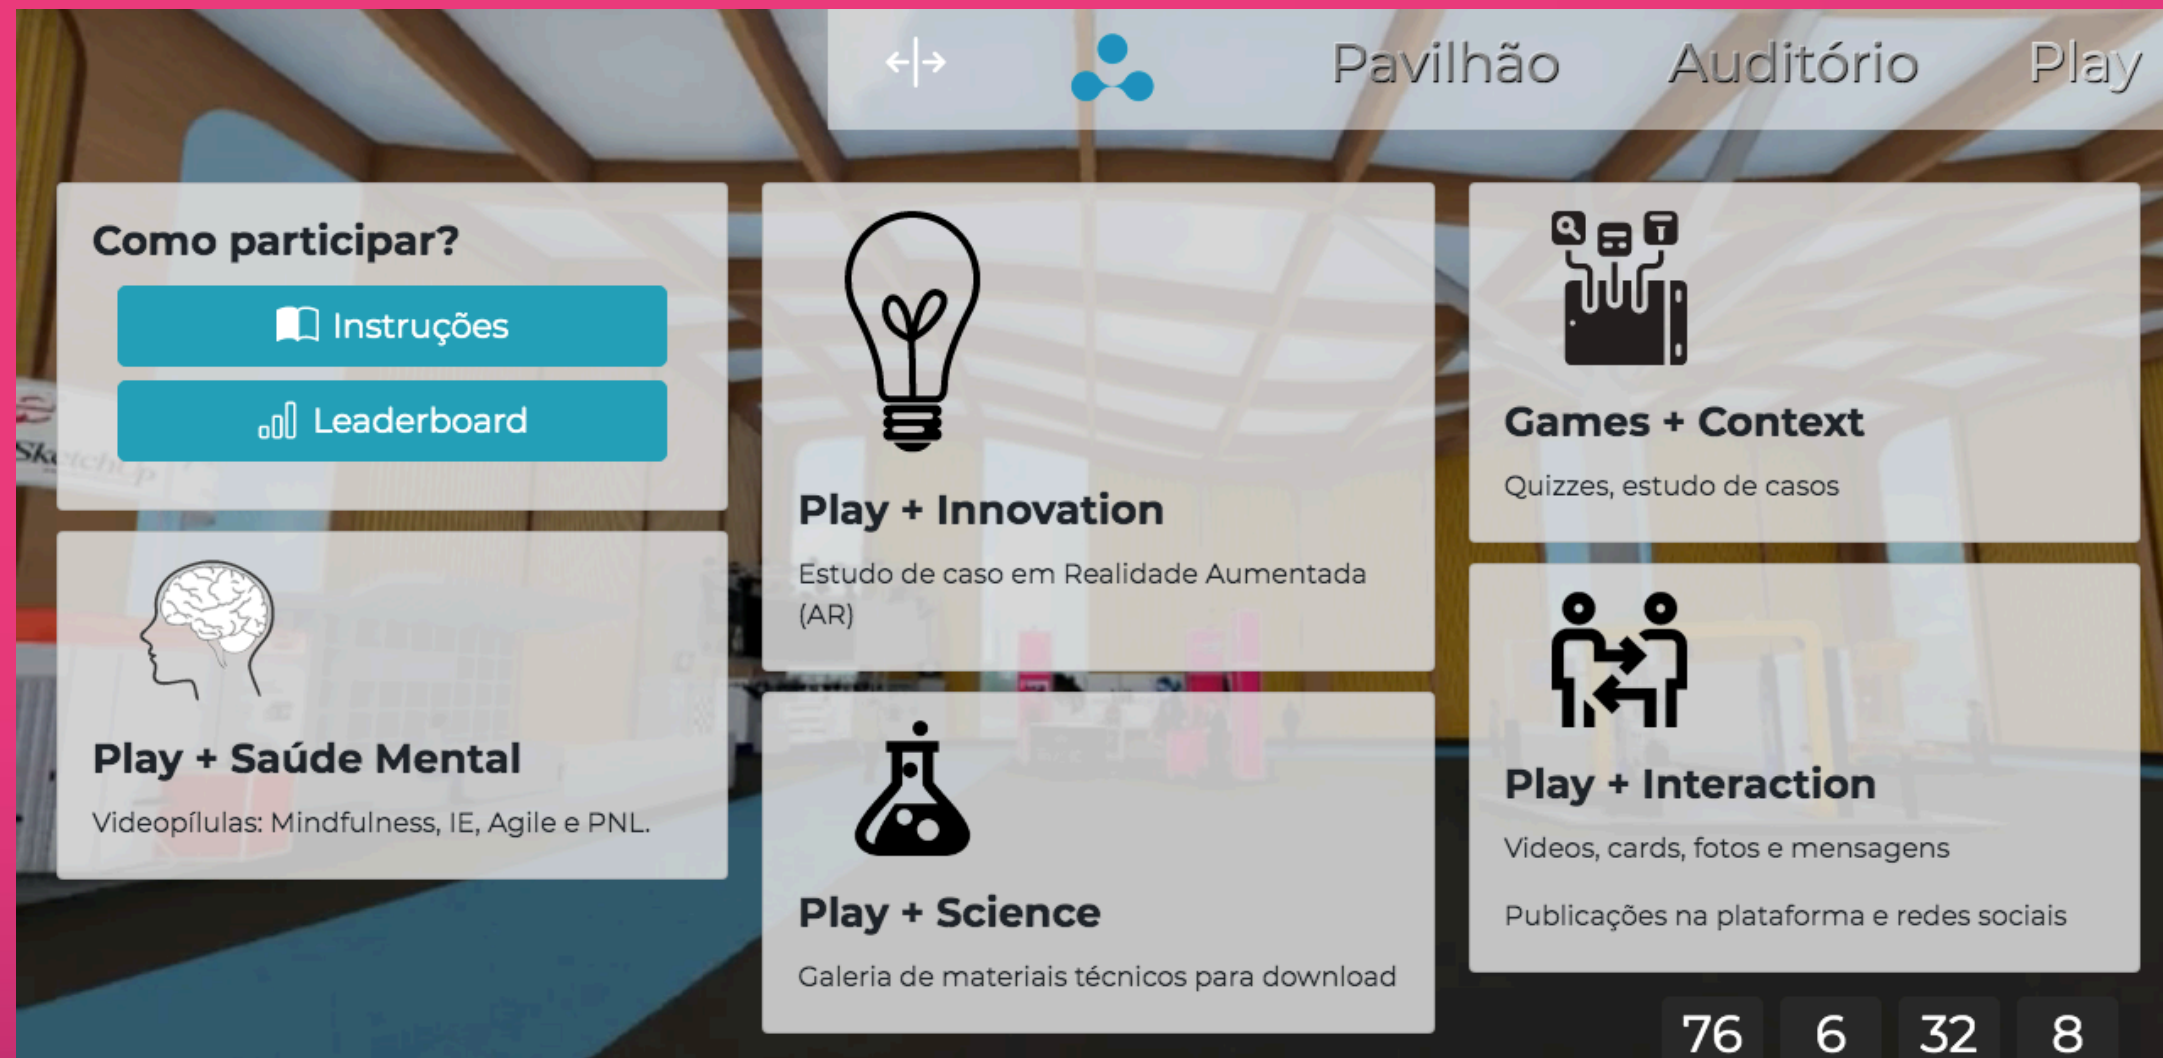 Pavilhão
Auditório
Play
Como participar?
Instruções
Leaderboard
SketchUp
Play + Saúde Mental
Videopílulas: Mindfulness, IE, Agile e PNL.
Play + Innovation
Estudo de caso em Realidade Aumentada
(AR)
Play + Science
Galeria de materiais técnicos para download
Games + Context
Quizzes, estudo de casos
Play + Interaction
Videos, cards, fotos e mensagens
Publicações na plataforma e redes sociais
76 6 32 8